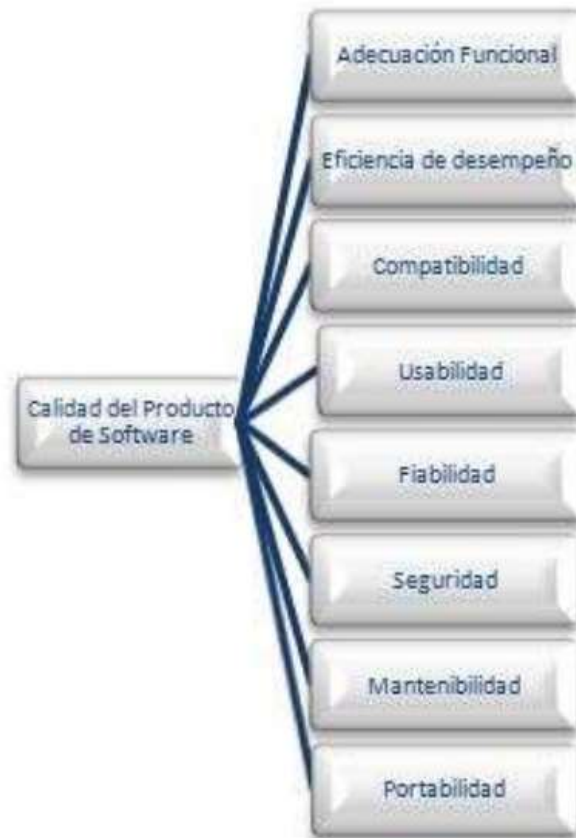 Adecuación Funcional
Eficiencia de desempeño
Compatibilidad
Usabilidad
Calidad del Producto
de Software
Fiabilidad
Seguridad
Mantenibilidad
Portabilidad